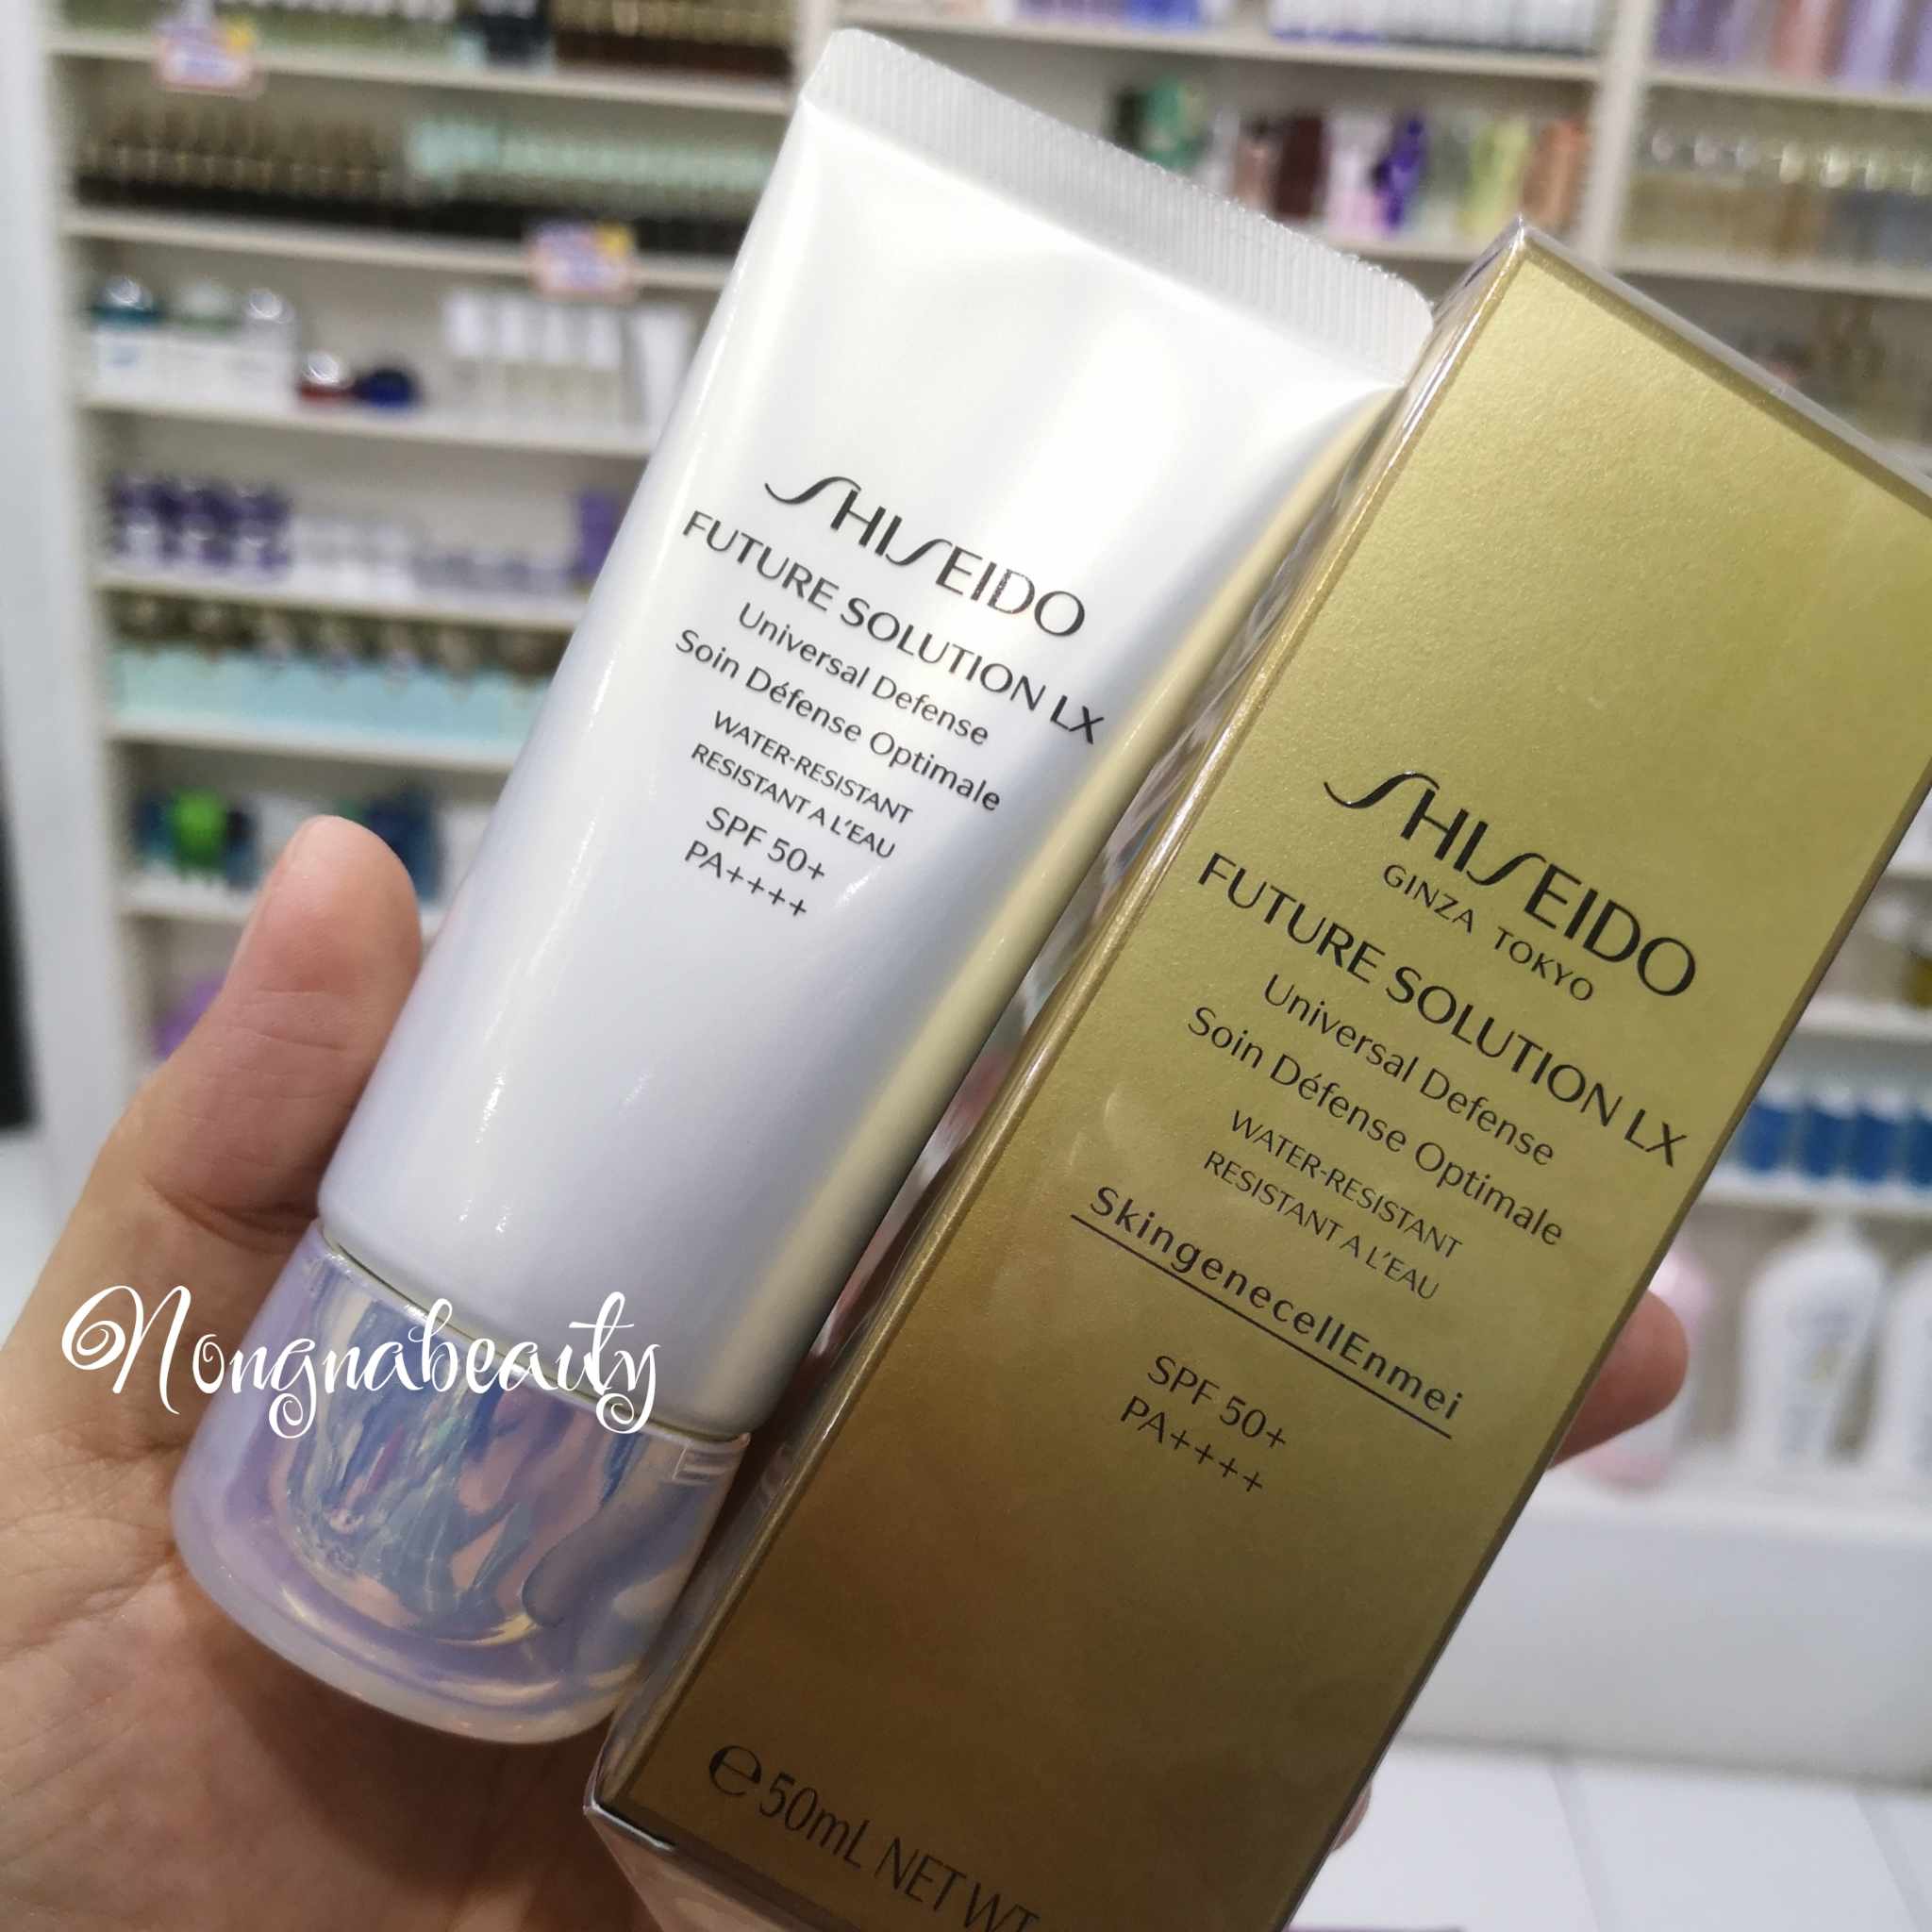 SHISEIDO
FUTURE SOLUTION LX
Universal Defense
Soin Défense Optimale
WATER-RESISTANT
RESISTANT A L'EAU
SPF 50+
PA++++
SHISEIDO
GINZA TOKYO
FUTURE SOLUTION LX
Universal Defense
Soin Défense Optimale
WATER-RESISTANT
RESISTANT A L'EAU
SkingenecellEnmei
SPF 50+
PA++++
e 50mL NET WT
Nongnabeauty